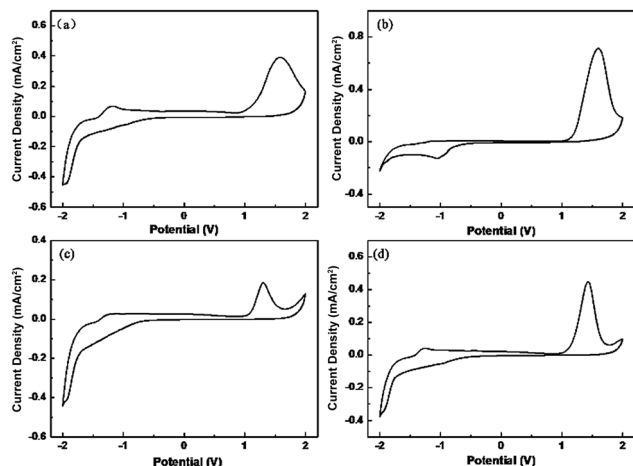 (a)
0.6
0.4
0.2
0.0
-0.2
-0.4
-0.6
Current Density (mA/cm²)
-2 -1 0 1 2
Potential (V)
(b)
0.8
0.4
0.0
-0.4
Current Density (mA/cm²)
-2 -1 0 1 2
Potential (V)
(c)
0.4
0.2
0.0
-0.2
-0.4
-0.6
Current Density (mA/cm²)
-2 -1 0 1 2
Potential (V)
(d)
0.6
0.4
0.2
0.0
-0.2
-0.4
Current Density (mA/cm²)
-2 -1 0 1 2
Potential (V)